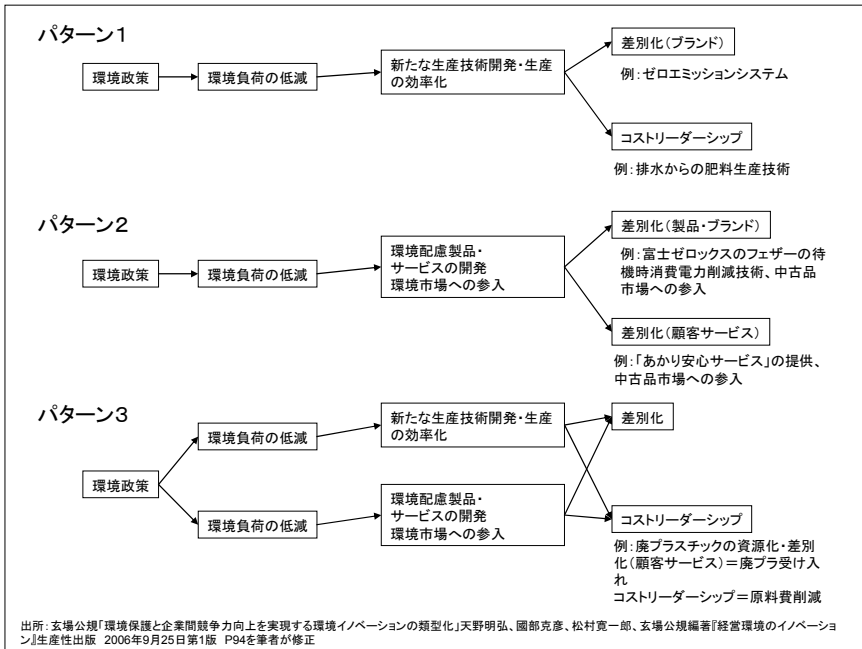 パターン1
環境政策
環境負荷の低減
新たな生産技術開発・生産
の効率化
差別化(ブランド)
例:ゼロエミッションシステム
コストリーダーシップ
例:排水からの肥料生産技術
パターン2
環境政策
環境負荷の低減
環境配慮製品・
サービスの開発
環境市場への参入
差別化(製品・ブランド)
例:富士ゼロックスのフェザーの待
機時消費電力削減技術、中古品
市場への参入
差別化(顧客サービス)
例:「あかり安心サービス」の提供、
中古品市場への参入
パターン3
環境政策
環境負荷の低減
新たな生産技術開発・生産
の効率化
差別化
環境負荷の低減
環境配慮製品・
サービスの開発
環境市場への参入
コストリーダーシップ
例:廃プラスチックの資源化・差別
化(顧客サービス)=廃プラ受け入
れ
コストリーダーシップ=原料費削減
出所:玄場公規「環境保護と企業間競争力向上を実現する環境イノベーションの類型化」天野明弘、國部克彦、松村寛一郎、玄場公規編著『経営環境のイノベーショ
ン』生産性出版 2006年9月25日第1版 P94を筆者が修正